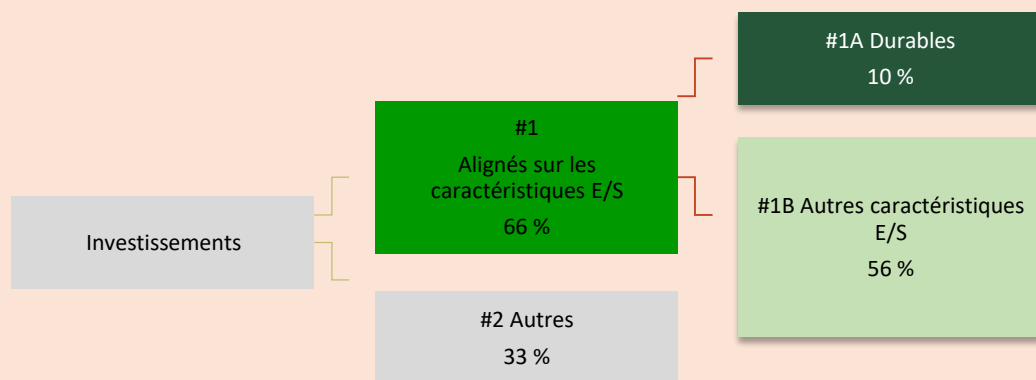 #1A Durables
10 %
#1
Alignés sur les
caractéristiques E/S
66 %
#1B Autres caractéristiques
E/S
56 %
Investissements
#2 Autres
33 %